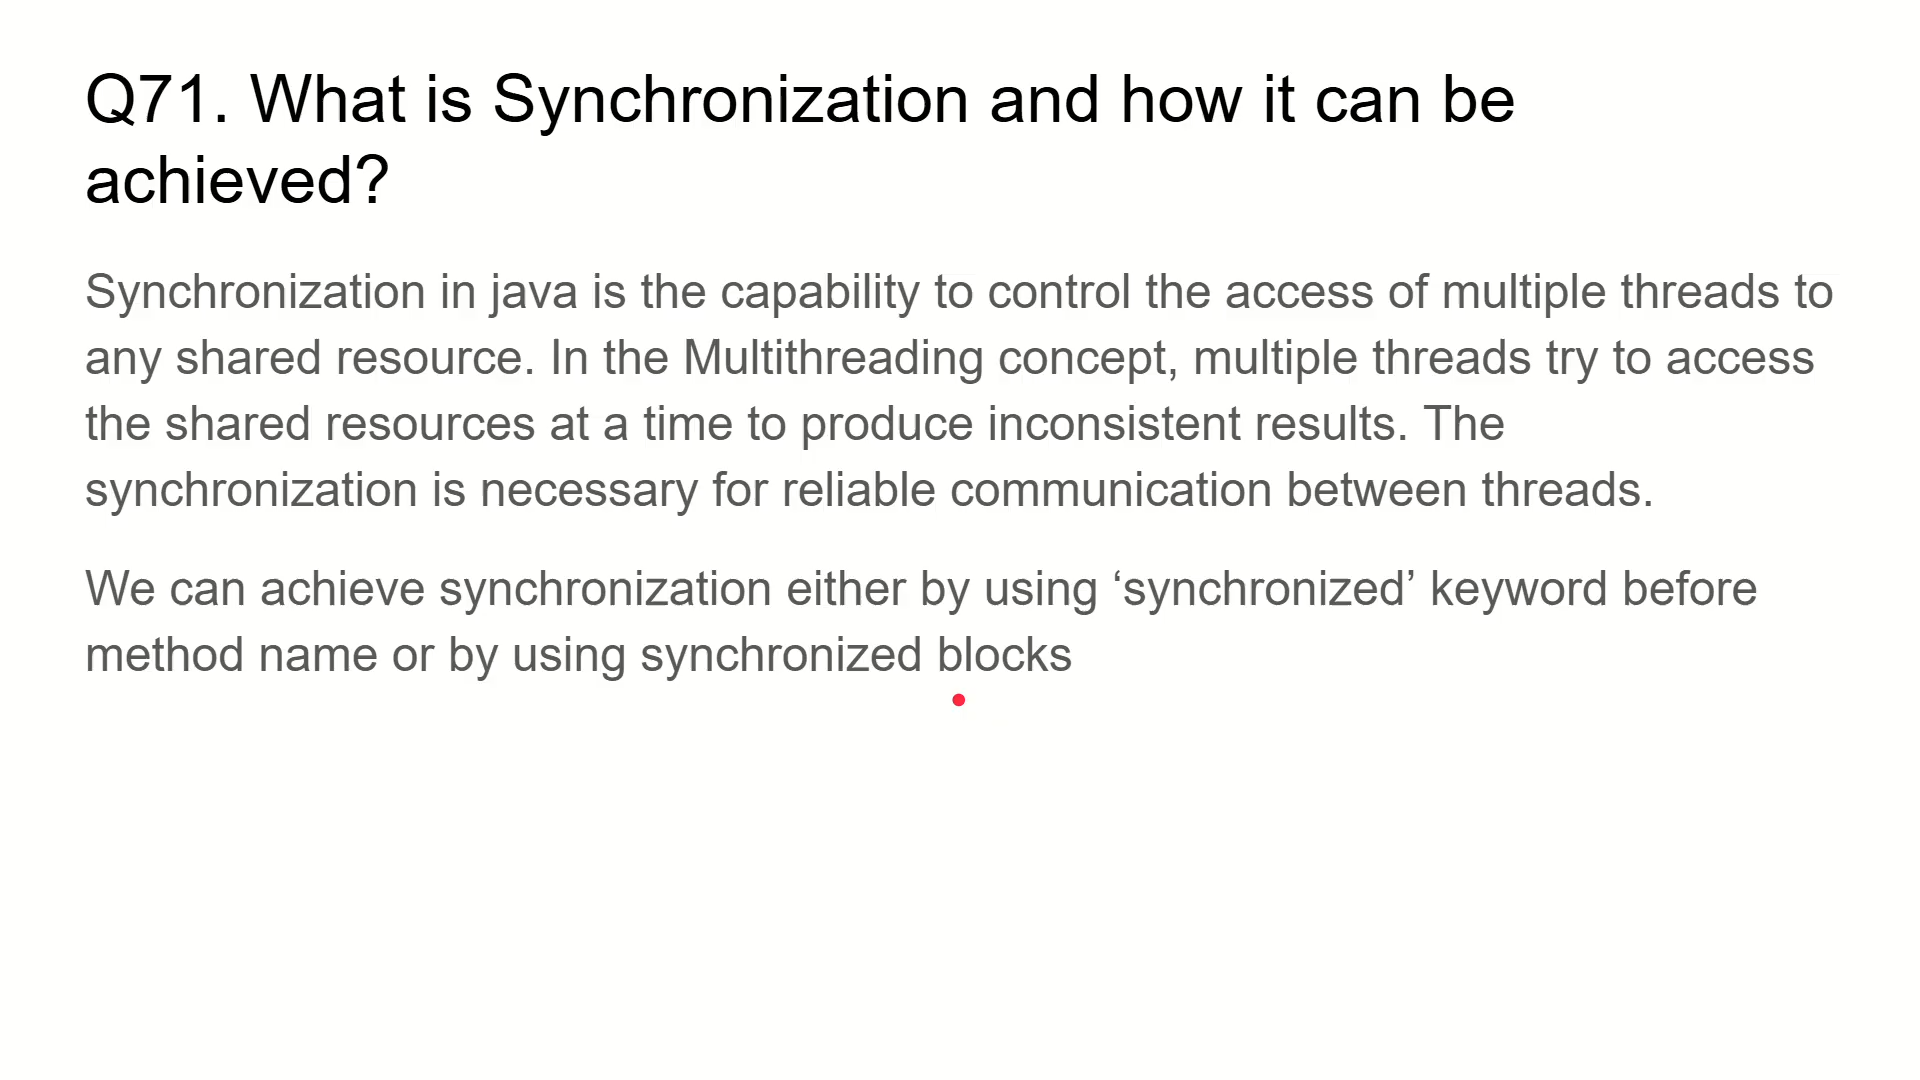 Q71. What is Synchronization and how it can be
achieved?
Synchronization in java is the capability to control the access of multiple threads to
any shared resource. In the Multithreading concept, multiple threads try to access
the shared resources at a time to produce inconsistent results. The
synchronization is necessary for reliable communication between threads.
We can achieve synchronization either by using ‘synchronized’ keyword before
method name or by using synchronized blocks